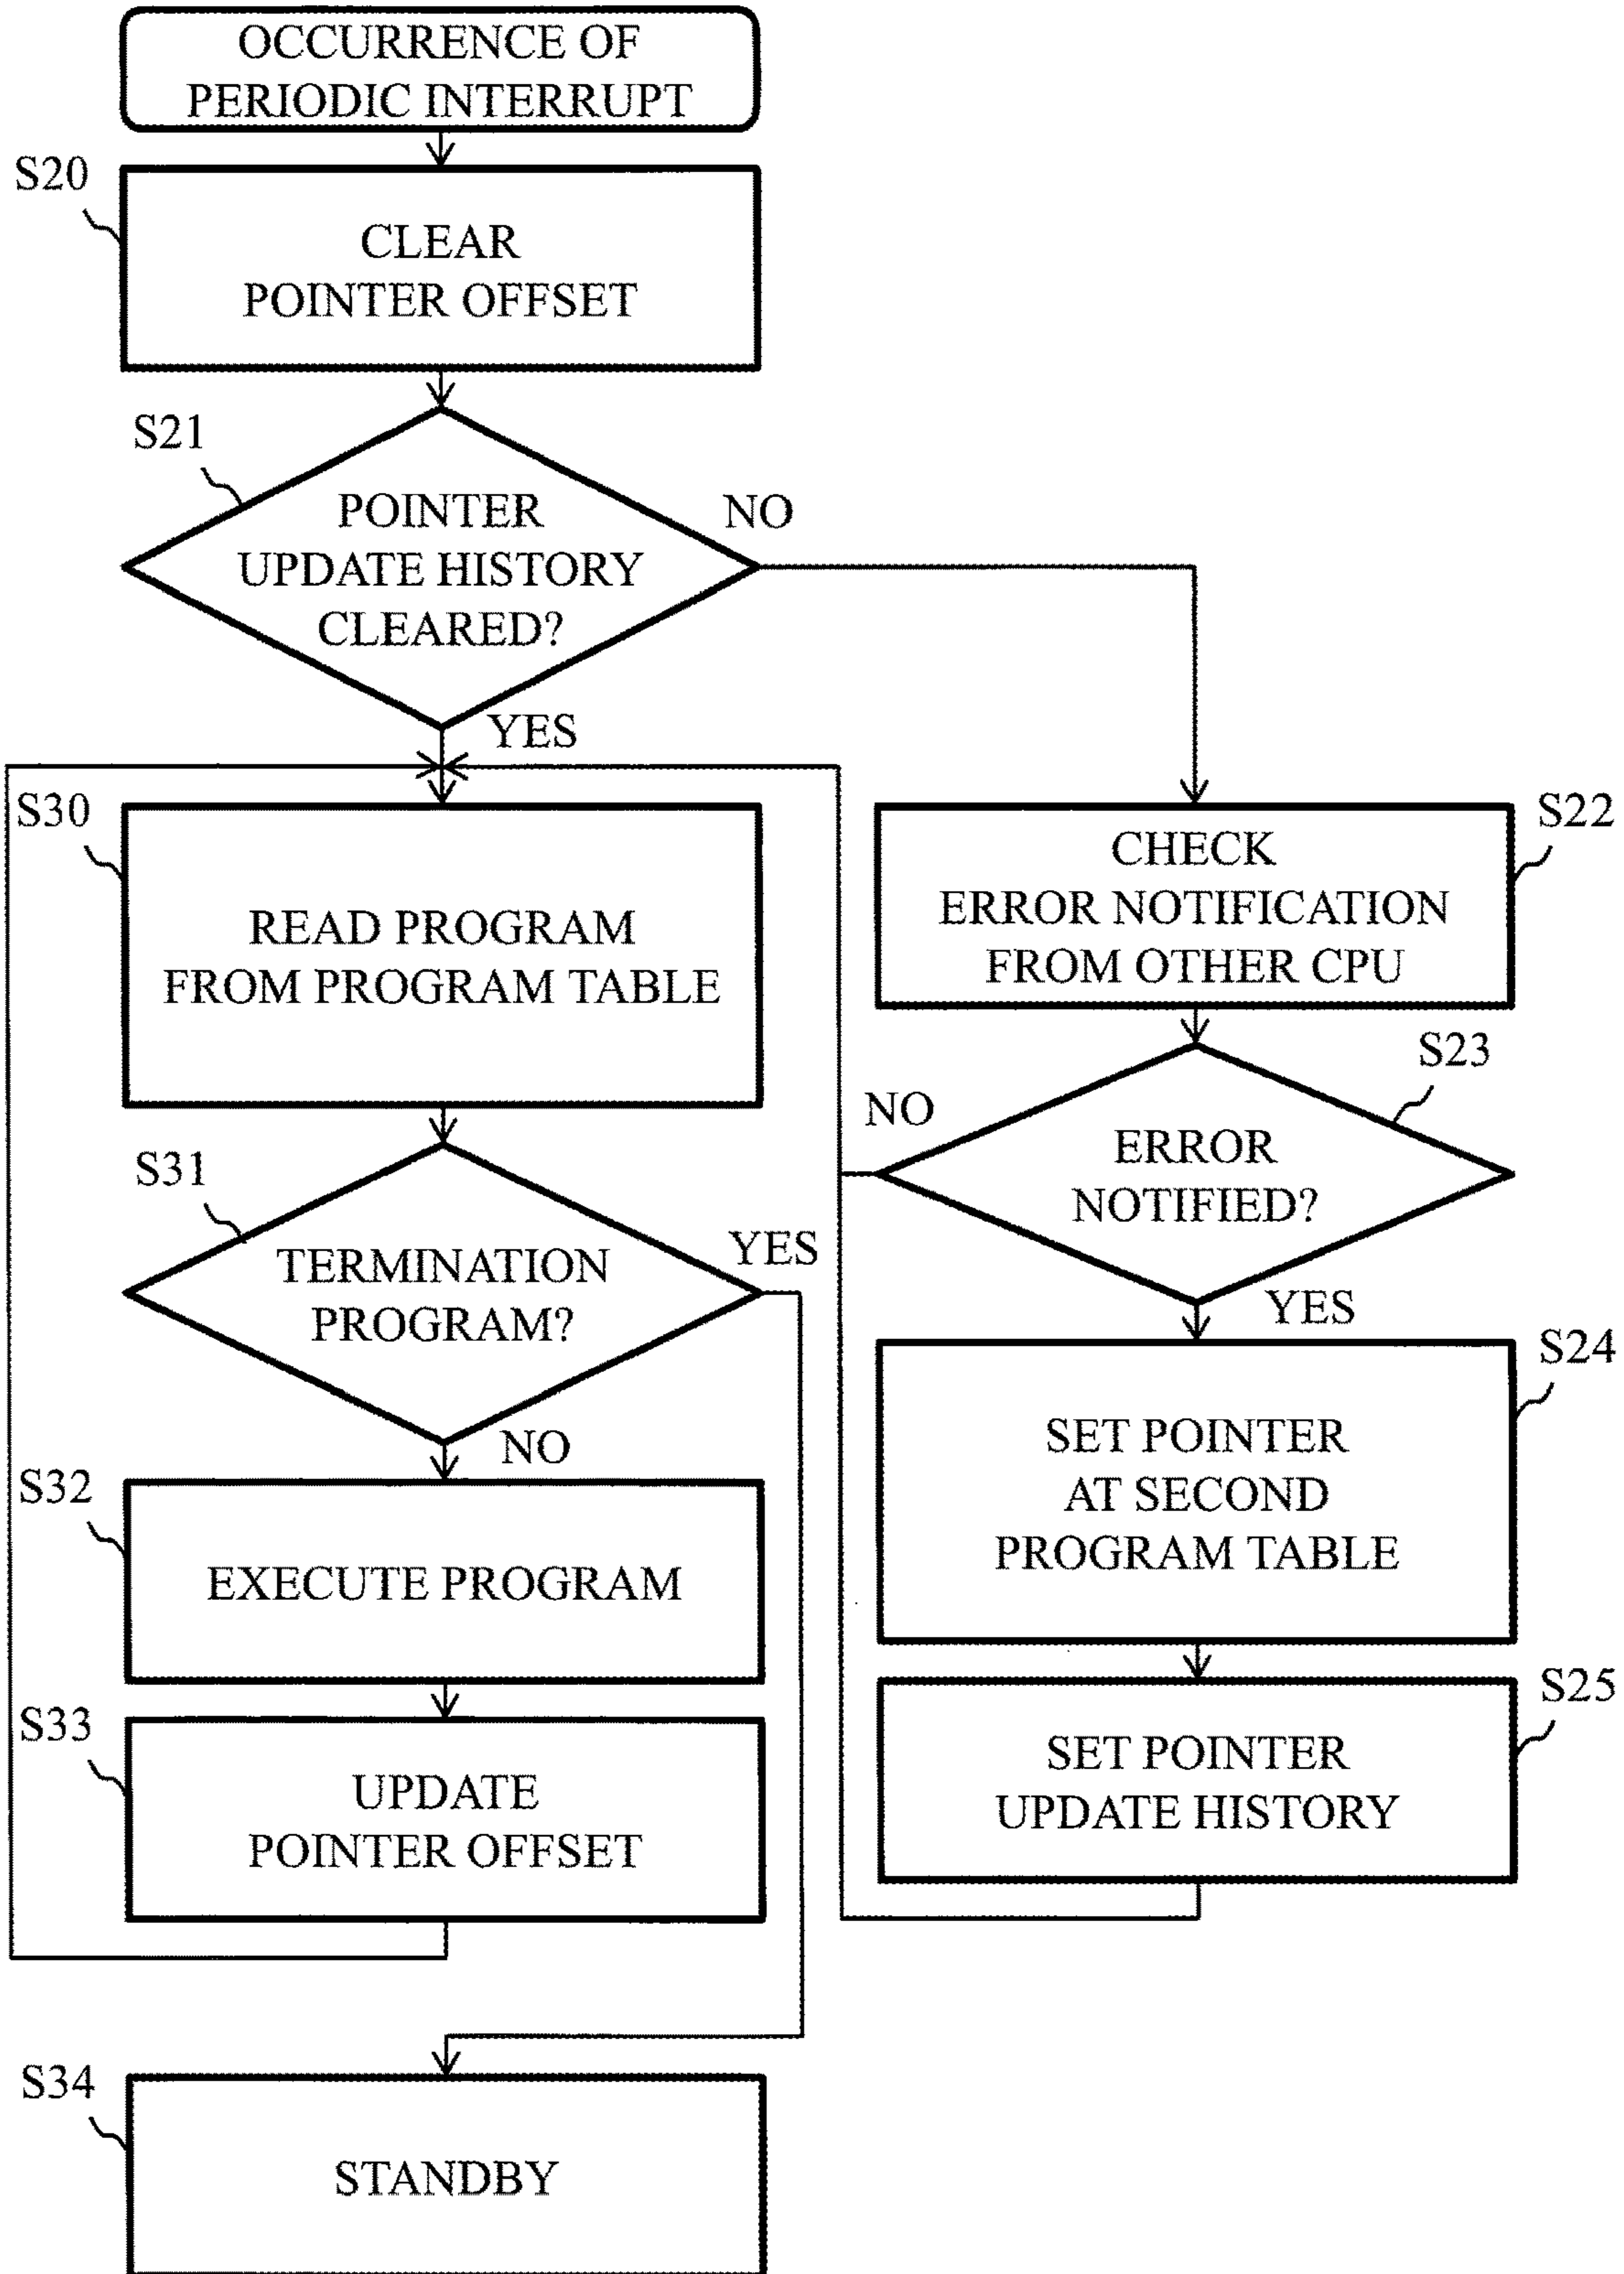 OCCURRENCE OF
PERIODIC INTERRUPT
S20
CLEAR
POINTER OFFSET
S21
POINTER
UPDATE HISTORY
CLEARED?
NO
YES
S30
READ PROGRAM
FROM PROGRAM TABLE
S31
TERMINATION
PROGRAM?
YES
NO
S32
EXECUTE PROGRAM
S33
UPDATE
POINTER OFFSET
S34
STANDBY
S22
CHECK
ERROR NOTIFICATION
FROM OTHER CPU
S23
NO
ERROR
NOTIFIED?
YES
S24
SET POINTER
AT SECOND
PROGRAM TABLE
S25
SET POINTER
UPDATE HISTORY